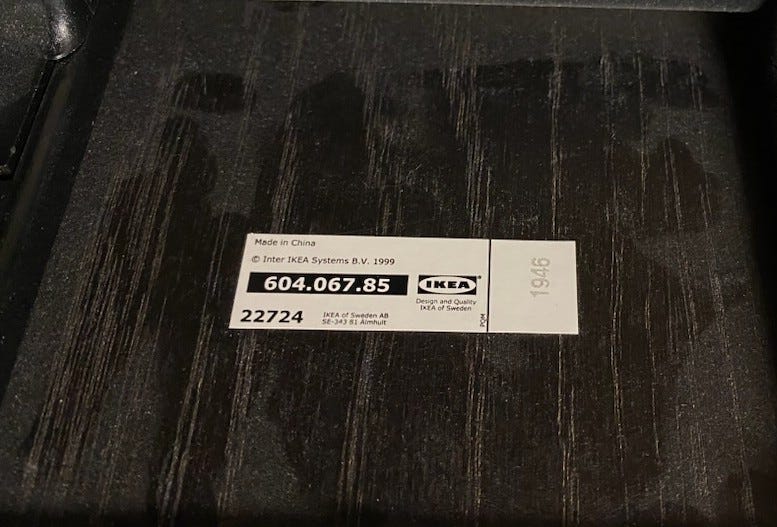 Made in China
© Inter IKEA Systems B.V. 1999
604.067.85
IKEA®
Design and Quality
IKEA of Sweden
22724
IKEA of Sweden AB
SE-343 81 Älmhult
PQM
1946